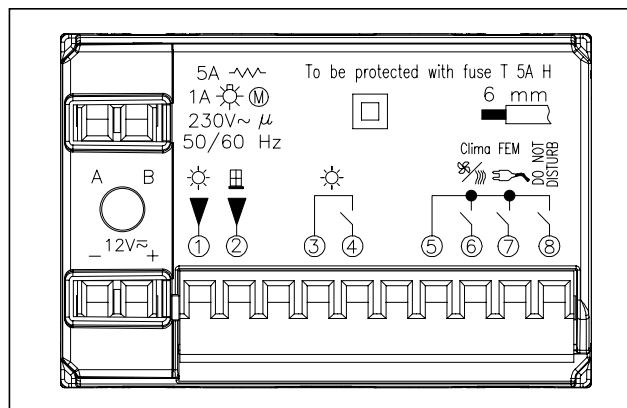 5A
To be protected with fuse T 5A H
1A M
6 mm
230V~ μ
50/60 Hz
Clima FEM
DO NOT
DISTURB
A B
12V
- +
1 2 3 4 5 6 7 8